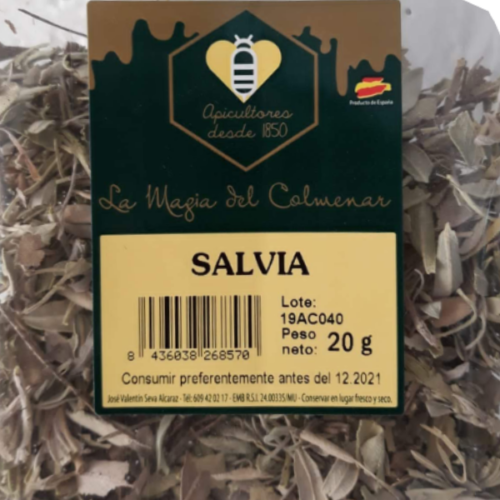 Apicultores
desde 1850
Producto de España
La Magia del Colmenar
SALVIA
Lote:
19AC040
Peso
neto: 20 g
8 436038 268570
Consumir preferentemente antes del 12.2021
José Valentín Seva Alcaraz - Tél: 609 42 02 17 - EMB R.S.I. 24.00335/MU - Conservar en lugar fresco y seco.